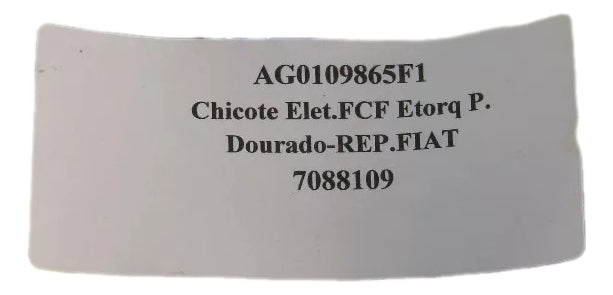 AG0109865F1
Chicote Elet.FCF Etorq P.
Dourado-REP.FIAT
7088109